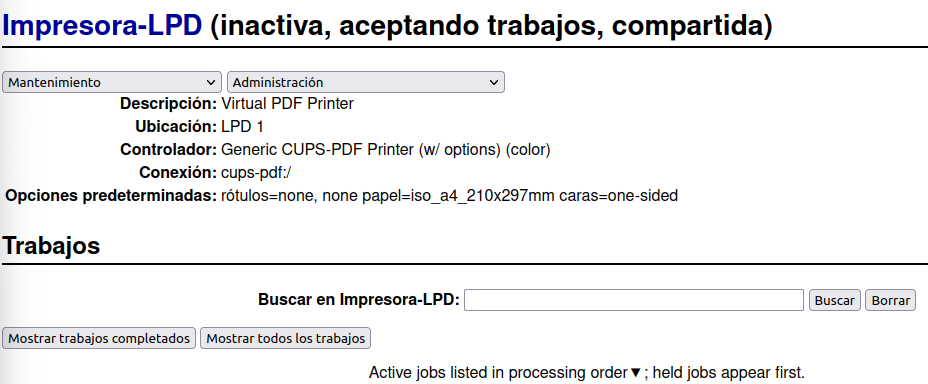 Impresora-LPD (inactiva, aceptando trabajos, compartida)
Mantenimiento Administración
Descripción: Virtual PDF Printer
Ubicación: LPD 1
Controlador: Generic CUPS-PDF Printer (w/ options) (color)
Conexión: cups-pdf:/
Opciones predeterminadas: rótulos=none, none papel=iso_a4_210x297mm caras=one-sided
Trabajos
Buscar en Impresora-LPD: Buscar Borrar
Mostrar trabajos completados Mostrar todos los trabajos
Active jobs listed in processing order▼; held jobs appear first.